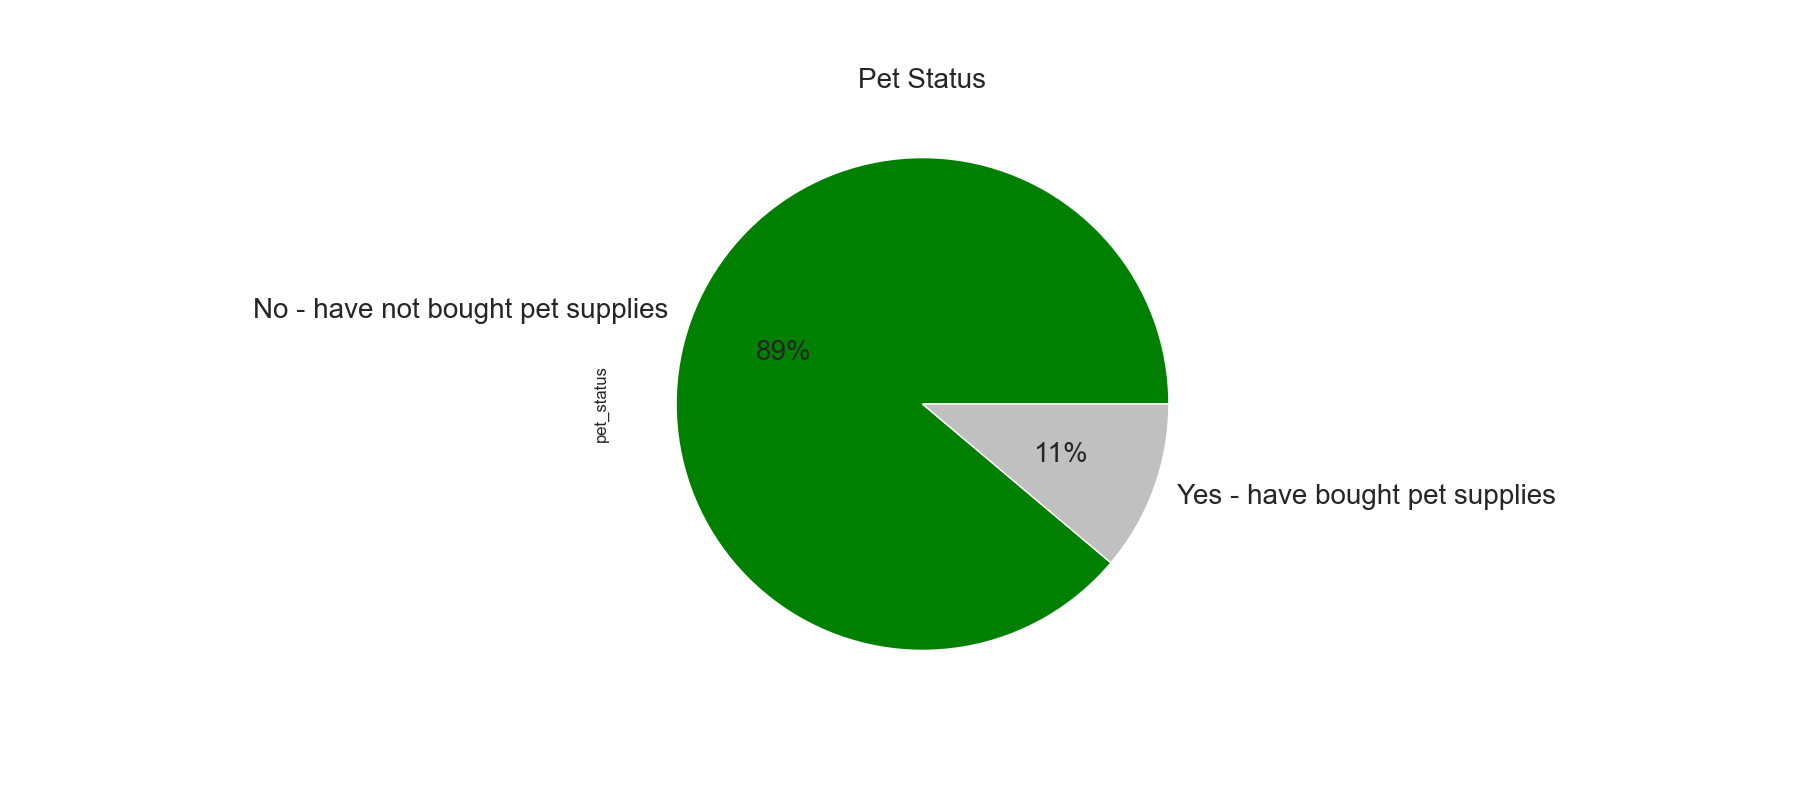 Pet Status
No - have not bought pet supplies
89%
pet_status
11%
Yes - have bought pet supplies